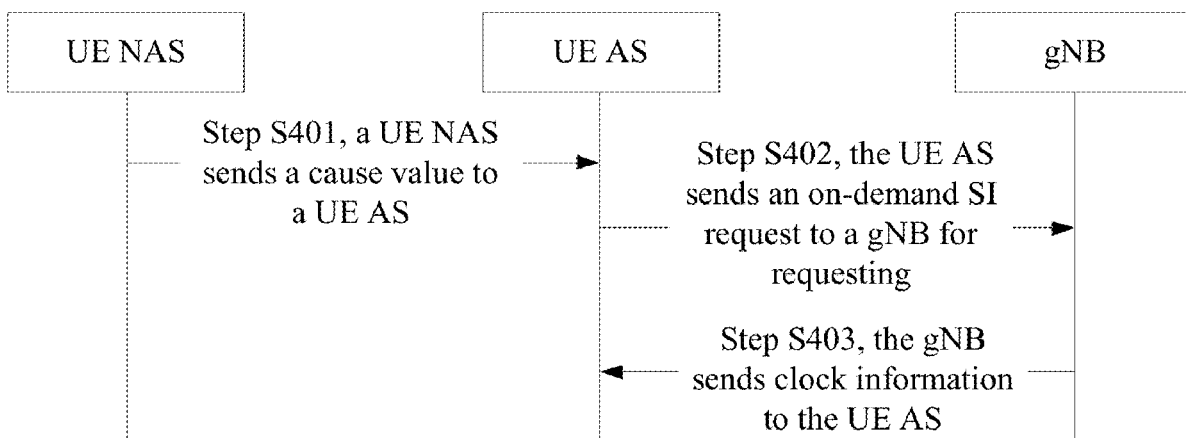 UE NAS
UE AS
gNB
Step S401, a UE NAS
sends a cause value to
a UE AS
Step S402, the UE AS
sends an on-demand SI
request to a gNB for
requesting
Step S403, the gNB
sends clock information
to the UE AS